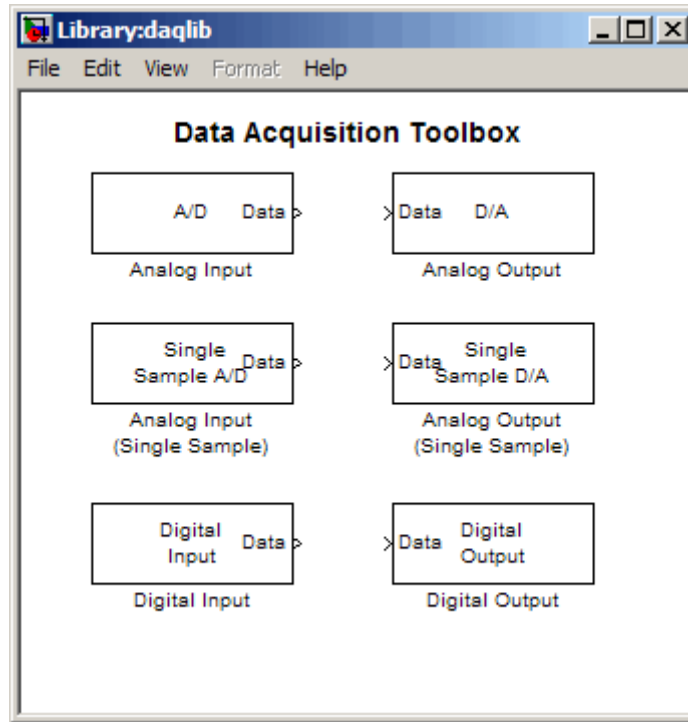 Library:daqlib
File Edit View Format Help
Data Acquisition Toolbox
A/D Data
Analog Input
Data D/A
Analog Output
Single
Sample A/D
Data
Analog Input
(Single Sample)
Data
Single
Sample D/A
Analog Output
(Single Sample)
Digital
Input
Data
Digital Input
Data
Digital
Output
Digital Output